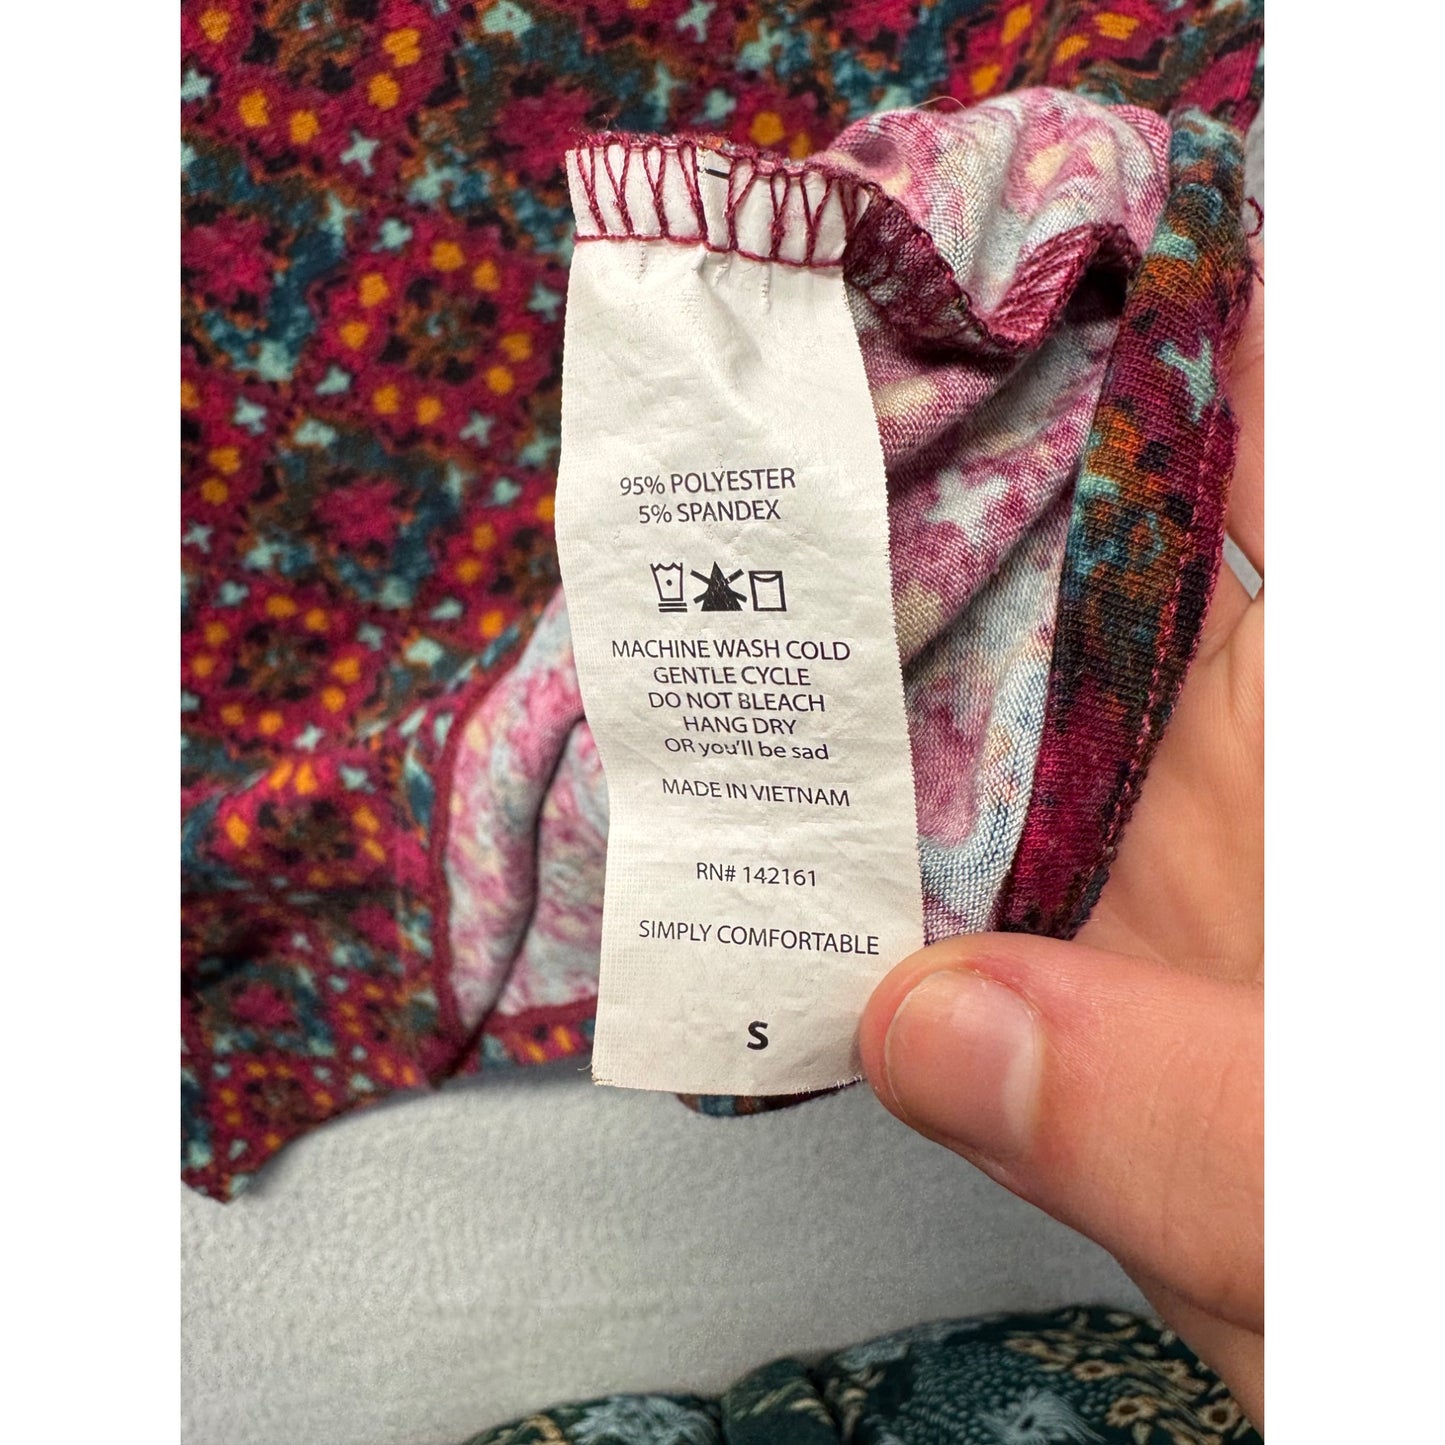 95% POLYESTER
5% SPANDEX
MACHINE WASH COLD
GENTLE CYCLE
DO NOT BLEACH
HANG DRY
OR you'll be sad
MADE IN VIETNAM
RN# 142161
SIMPLY COMFORTABLE
S